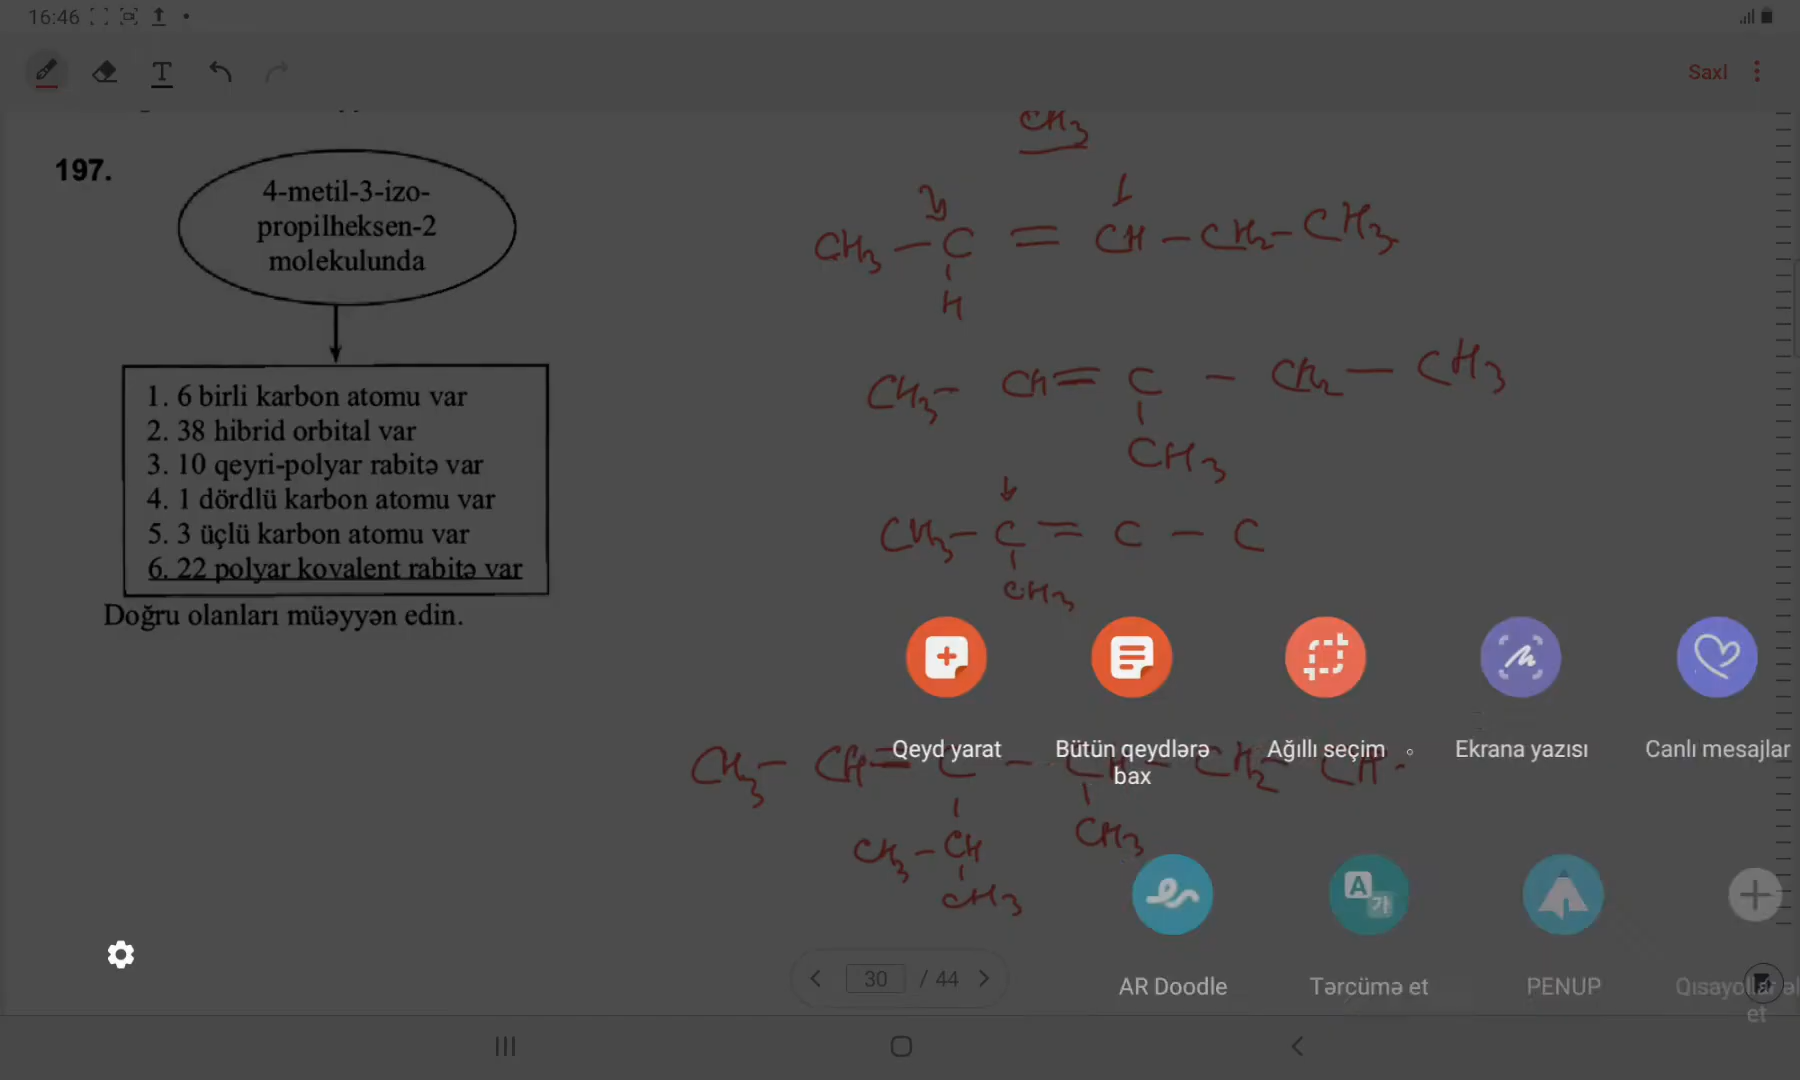 16:46
T
Saxl
197.
4-metil-3-izo-
propilheksen-2
molekulunda
1. 6 birli karbon atomu var
2. 38 hibrid orbital var
3. 10 qeyri-polyar rabitə var
4. 1 dördlü karbon atomu var
5. 3 üçlü karbon atomu var
6. 22 polyar kovalent rabitə var
Doğru olanları müəyyən edin.
CH3
CH3 – C = CH – CH2 – CH3
H
CH3 – CH = C – CH2 – CH3
CH3
CH3 – C = C – C
CH3
CH3 – CH = C – CH – CH2 – CH -
CH3 – CH CH3
CH3
Qeyd yarat
Bütün qeydlərə
bax
Ağıllı seçim
Ekrana yazısı
Canlı mesajlar
AR Doodle
Tərcümə et
PENUP
30 / 44